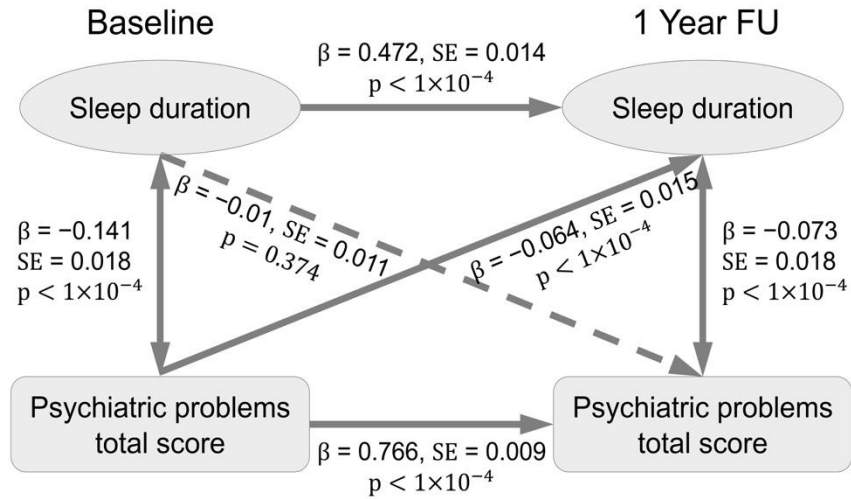 Baseline
1 Year FU
β = 0.472, SE = 0.014
p < 1×10⁻⁴
Sleep duration
Sleep duration
β = −0.141
SE = 0.018
p < 1×10⁻⁴
β = −0.01, SE = 0.011
p = 0.374
β = −0.064, SE = 0.015
p < 1×10⁻⁴
β = −0.073
SE = 0.018
p < 1×10⁻⁴
Psychiatric problems
total score
Psychiatric problems
total score
β = 0.766, SE = 0.009
p < 1×10⁻⁴